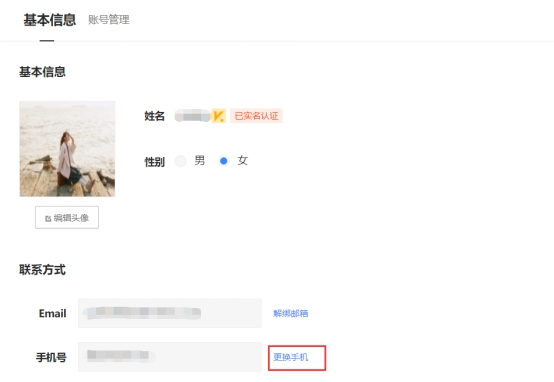 基本信息 账号管理
基本信息
姓名 V. 已实名认证
性别 男 女
编辑头像
联系方式
Email 解绑邮箱
手机号 更换手机